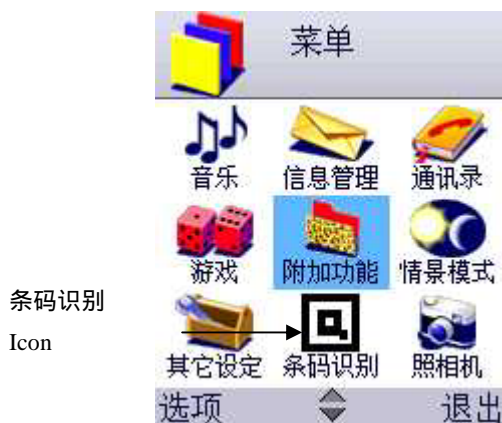 菜单
音乐 信息管理 通讯录
游戏 附加功能 情景模式
条码识别
Icon
其它设定 条码识别 照相机
选项 退出